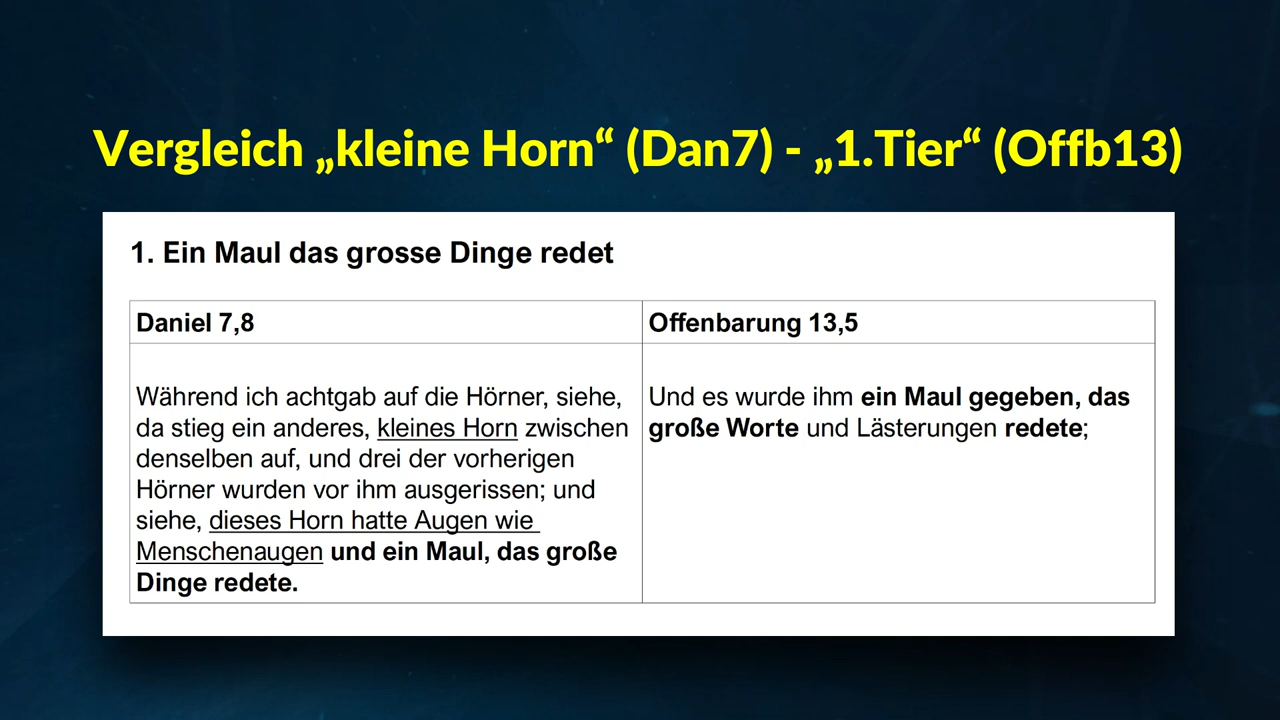 Vergleich „kleine Horn“ (Dan7) - „1.Tier“ (Offb13)
1. Ein Maul das grosse Dinge redet
Daniel 7,8
Während ich achtgab auf die Hörner, siehe,
da stieg ein anderes, kleines Horn zwischen
denselben auf, und drei der vorherigen
Hörner wurden vor ihm ausgerissen; und
siehe, dieses Horn hatte Augen wie
Menschenaugen und ein Maul, das große
Dinge redete.
Offenbarung 13,5
Und es wurde ihm ein Maul gegeben, das
große Worte und Lästerungen redete;